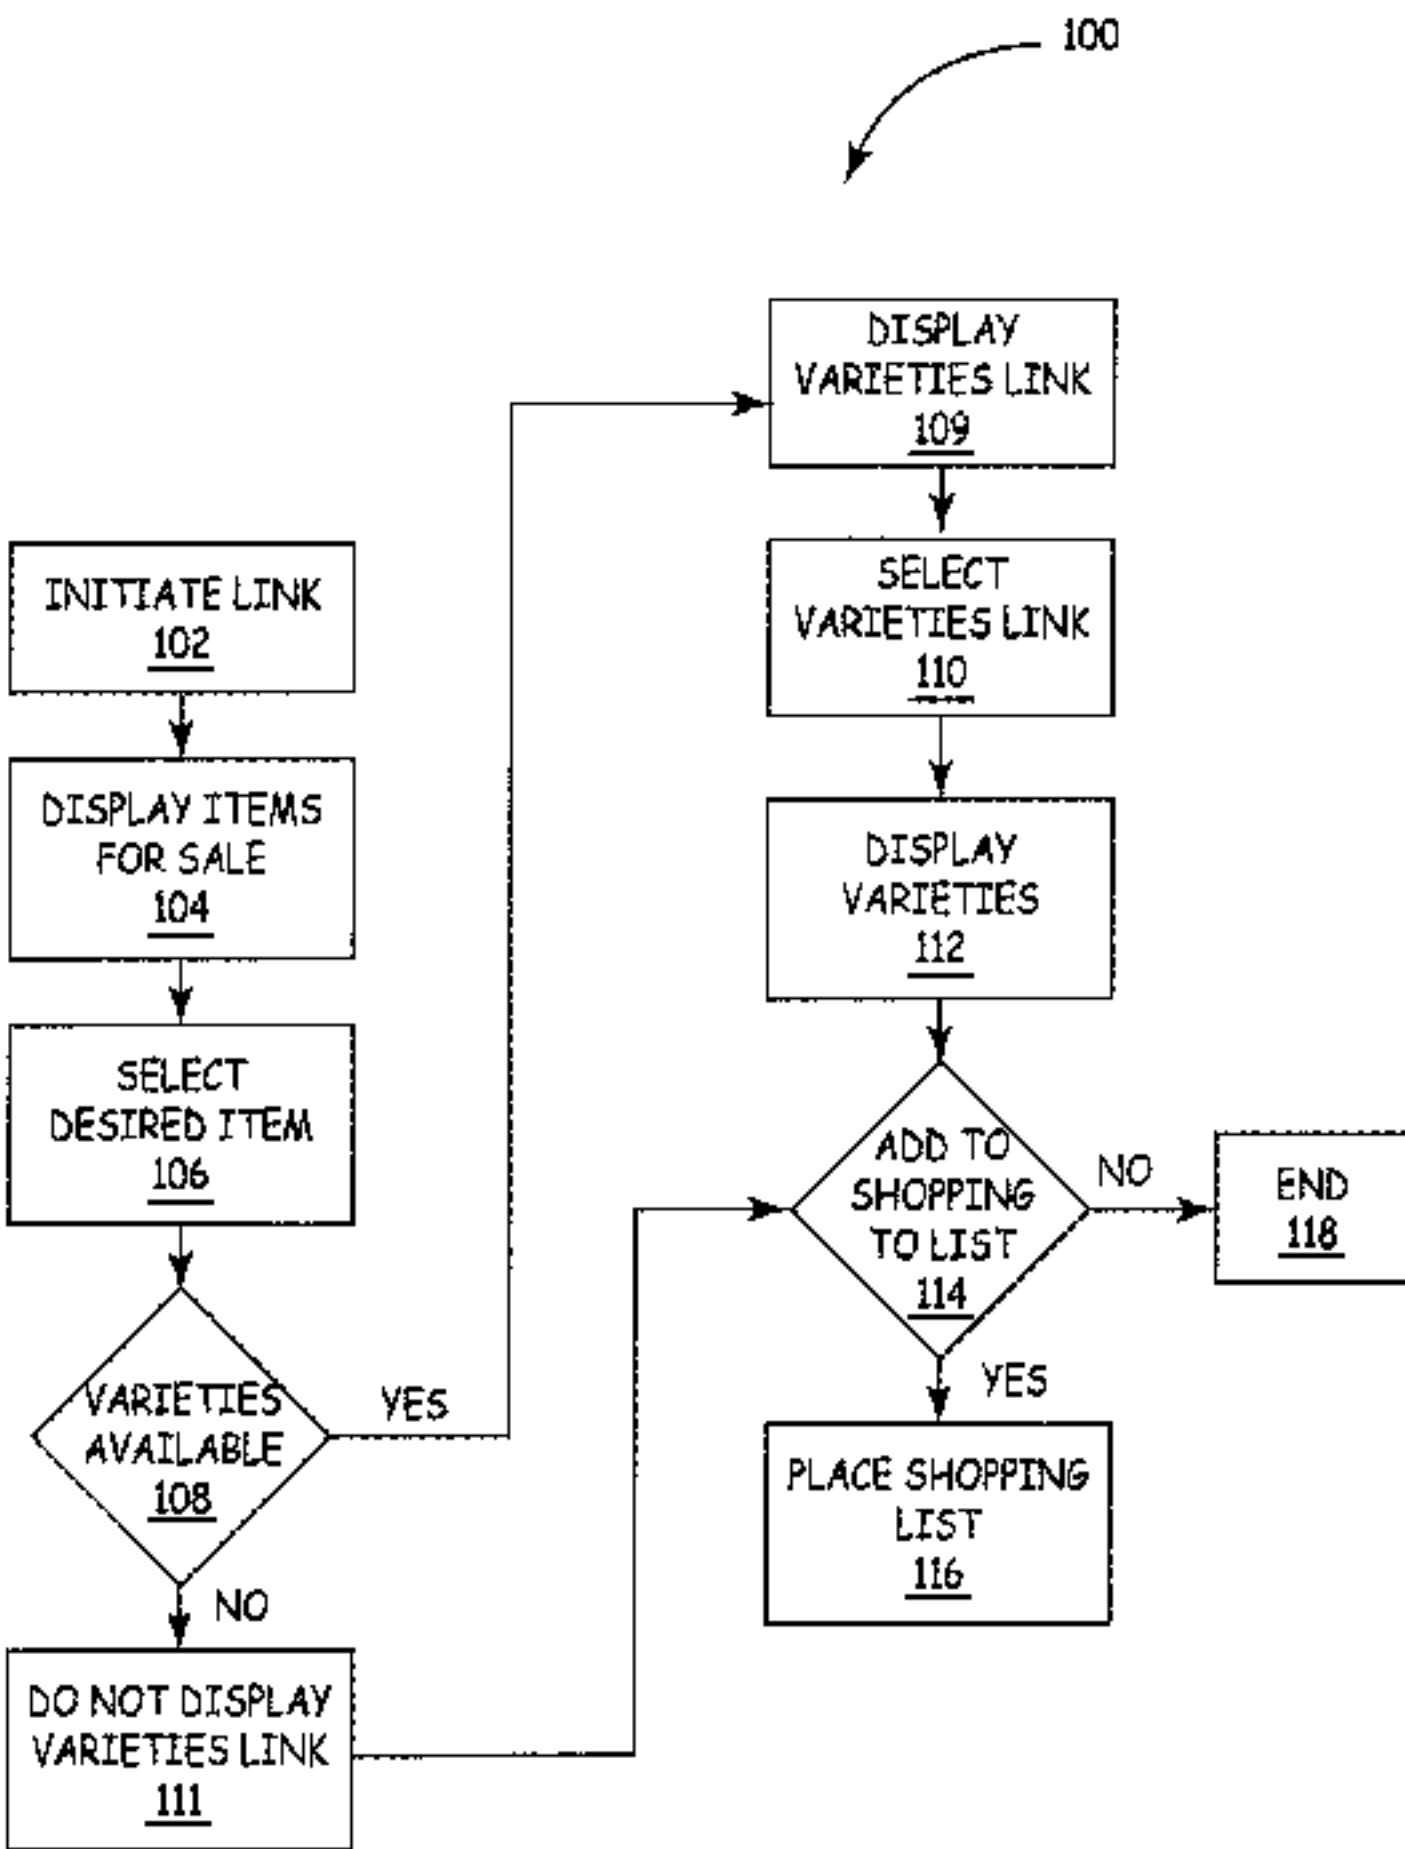 100
INITIATE LINK
102
DISPLAY ITEMS
FOR SALE
104
SELECT
DESIRED ITEM
106
VARIETIES
AVAILABLE
108
YES
NO
DO NOT DISPLAY
VARIETIES LINK
111
DISPLAY
VARIETIES LINK
109
SELECT
VARIETIES LINK
110
DISPLAY
VARIETIES
112
ADD TO
SHOPPING
TO LIST
114
NO
END
118
YES
PLACE SHOPPING
LIST
116